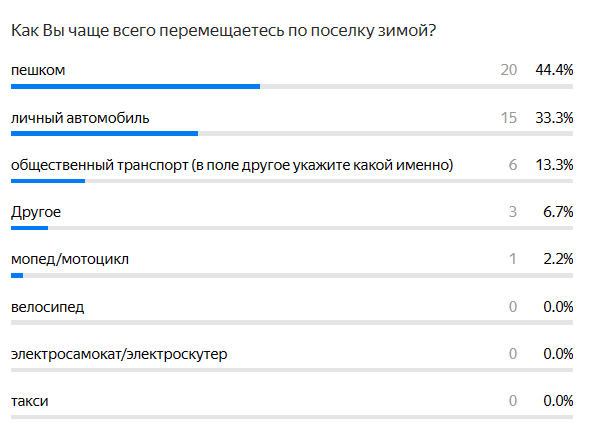 Как Вы чаще всего перемещаетесь по поселку зимой?
пешком 20 44.4%
личный автомобиль 15 33.3%
общественный транспорт (в поле другое укажите какой именно) 6 13.3%
Другое 3 6.7%
мопед/мотоцикл 1 2.2%
велосипед 0 0.0%
электросамокат/электроскутер 0 0.0%
такси 0 0.0%